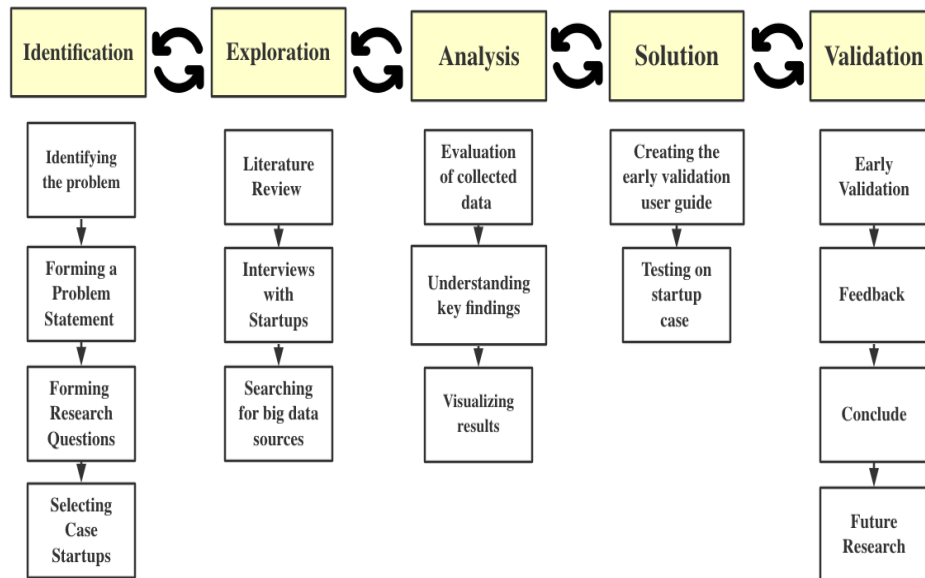 Identification
Exploration
Analysis
Solution
Validation
Identifying
the problem
Forming a
Problem
Statement
Forming
Research
Questions
Selecting
Case
Startups
Literature
Review
Interviews
with
Startups
Searching
for big data
sources
Evaluation
of collected
data
Understanding
key findings
Visualizing
results
Creating the
early validation
user guide
Testing on
startup
case
Early
Validation
Feedback
Conclude
Future
Research